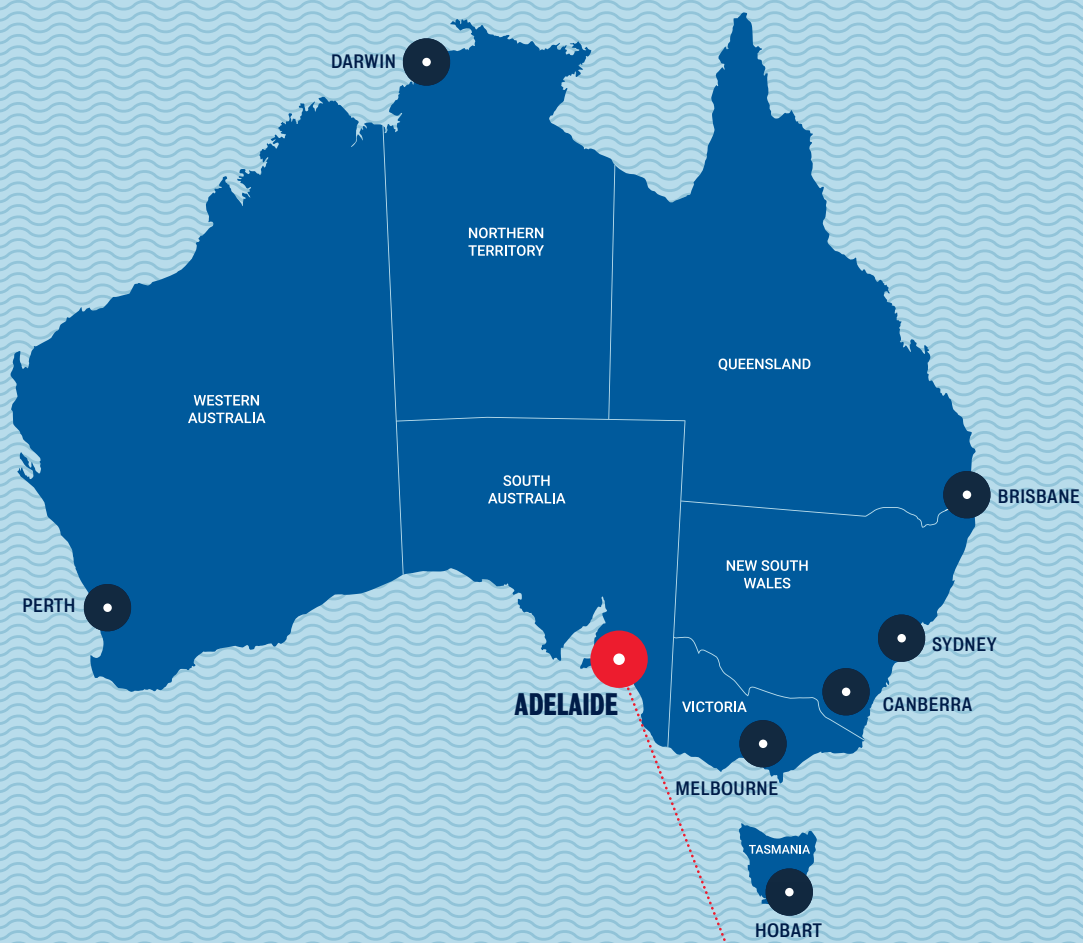 DARWIN
NORTHERN
TERRITORY
QUEENSLAND
WESTERN
AUSTRALIA
SOUTH
AUSTRALIA
BRISBANE
NEW SOUTH
WALES
PERTH
SYDNEY
ADELAIDE
VICTORIA
CANBERRA
MELBOURNE
TASMANIA
HOBART